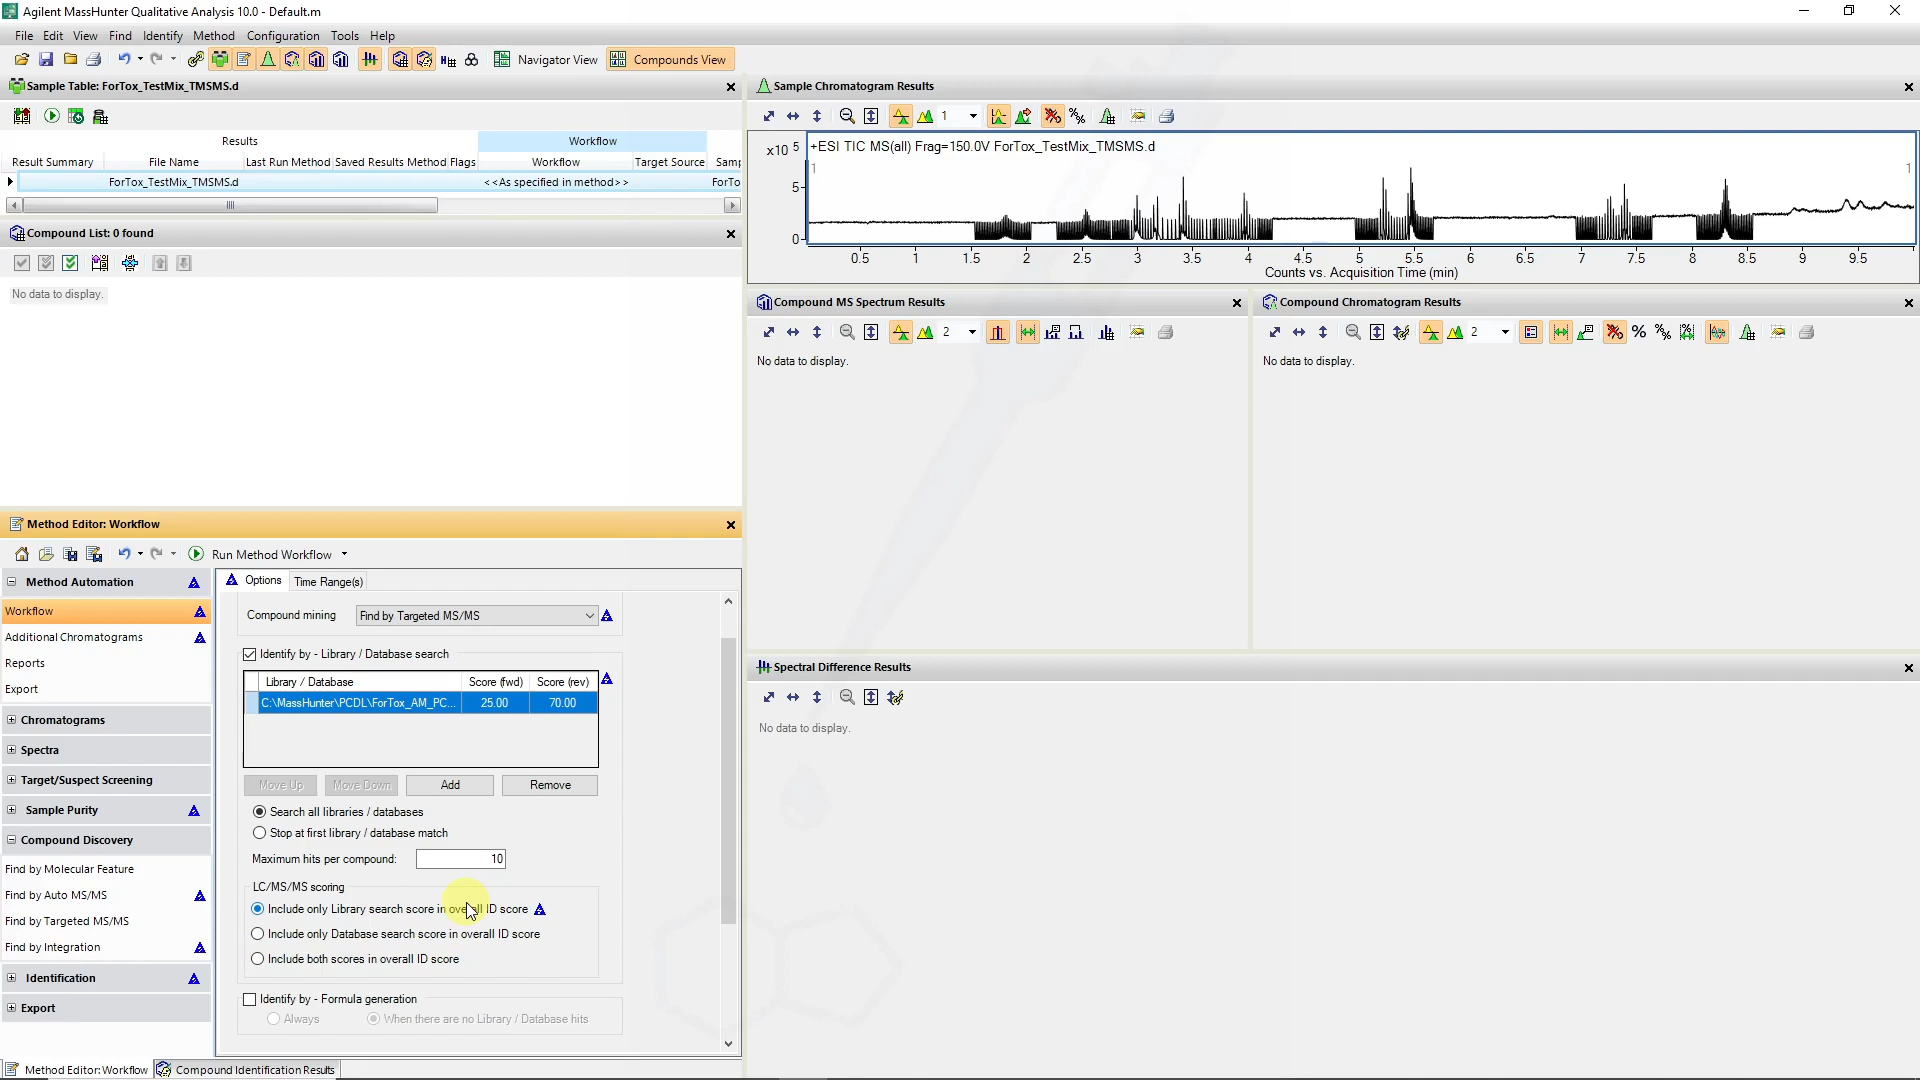 Agilent MassHunter Qualitative Analysis 10.0 - Default.m
File Edit View Find Identify Method Configuration Tools Help
Navigator View Compounds View
Sample Table: ForTox_TestMix_TMSMS.d
Results Workflow
Result Summary File Name Last Run Method Saved Results Method Flags Workflow Target Source Samp
ForTox_TestMix_TMSMS.d <<As specified in method>> ForTo
Compound List: 0 found
No data to display.
Sample Chromatogram Results
1
x10 5 +ESI TIC MS(all) Frag=150.0V ForTox_TestMix_TMSMS.d
1 1
5
0
0.5 1 1.5 2 2.5 3 3.5 4 4.5 5 5.5 6 6.5 7 7.5 8 8.5 9 9.5
Counts vs. Acquisition Time (min)
Compound MS Spectrum Results
2
No data to display.
Compound Chromatogram Results
2
No data to display.
Spectral Difference Results
No data to display.
Method Editor: Workflow
Run Method Workflow
Method Automation
Workflow
Additional Chromatograms
Reports
Export
Chromatograms
Spectra
Target/Suspect Screening
Sample Purity
Compound Discovery
Find by Molecular Feature
Find by Auto MS/MS
Find by Targeted MS/MS
Find by Integration
Identification
Export
Options Time Range(s)
Compound mining Find by Targeted MS/MS
Identify by - Library / Database search
Library / Database Score (fwd) Score (rev)
C:\MassHunter\PCDL\ForTox_AM_PC... 25.00 70.00
Move Up Move Down Add Remove
Search all libraries / databases
Stop at first library / database match
Maximum hits per compound: 10
LC/MS/MS scoring
Include only Library search score in overall ID score
Include only Database search score in overall ID score
Include both scores in overall ID score
Identify by - Formula generation
Always When there are no Library / Database hits
Method Editor: Workflow Compound Identification Results